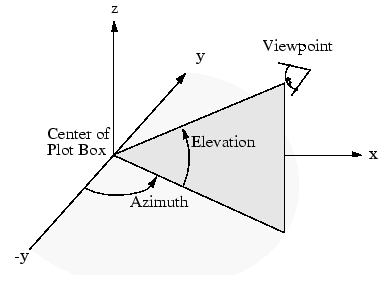 z
y
Viewpoint
Center of
Plot Box
Elevation
x
Azimuth
-y